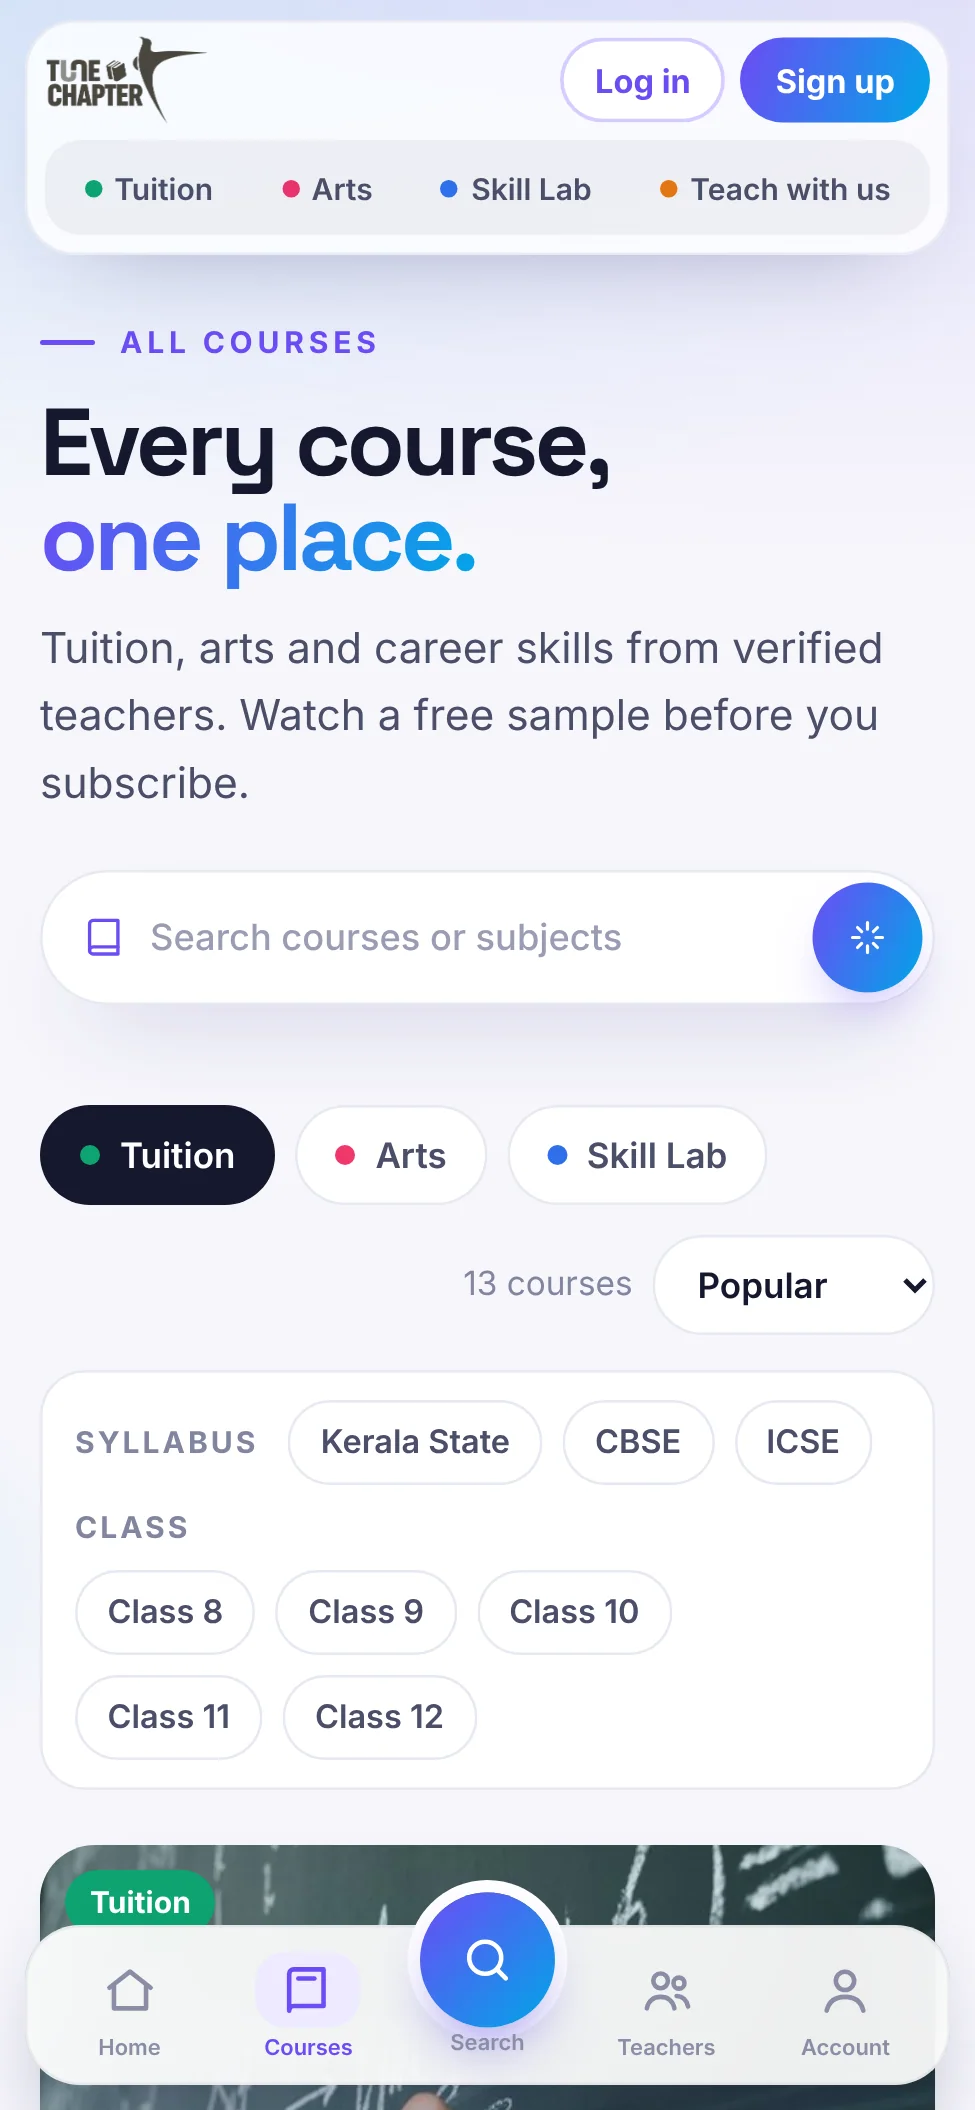 TUNE
CHAPTER
Log in
Sign up
Tuition
Arts
Skill Lab
Teach with us
ALL COURSES
Every course,
one place.
Tuition, arts and career skills from verified
teachers. Watch a free sample before you
subscribe.
Search courses or subjects
Tuition
Arts
Skill Lab
13 courses
Popular
SYLLABUS
Kerala State
CBSE
ICSE
CLASS
Class 8
Class 9
Class 10
Class 11
Class 12
Tuition
Home
Courses
Search
Teachers
Account